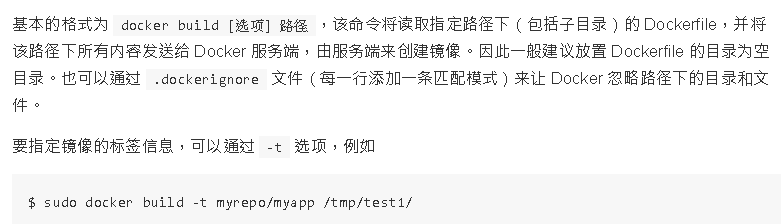 基本的格式为 docker build [选项] 路径 ，该命令将读取指定路径下（包括子目录）的 Dockerfile，并将
该路径下所有内容发送给 Docker 服务端，由服务端来创建镜像。因此一般建议放置 Dockerfile 的目录为空
目录。也可以通过 .dockerignore 文件（每一行添加一条匹配模式）来让 Docker 忽略路径下的目录和文
件。
要指定镜像的标签信息，可以通过 -t 选项，例如
$ sudo docker build -t myrepo/myapp /tmp/test1/